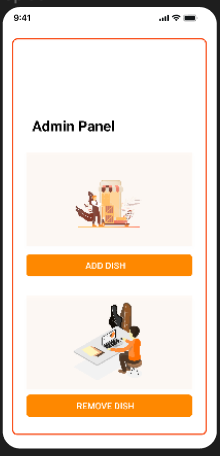 9:41
Admin Panel
ADD DISH
REMOVE DISH